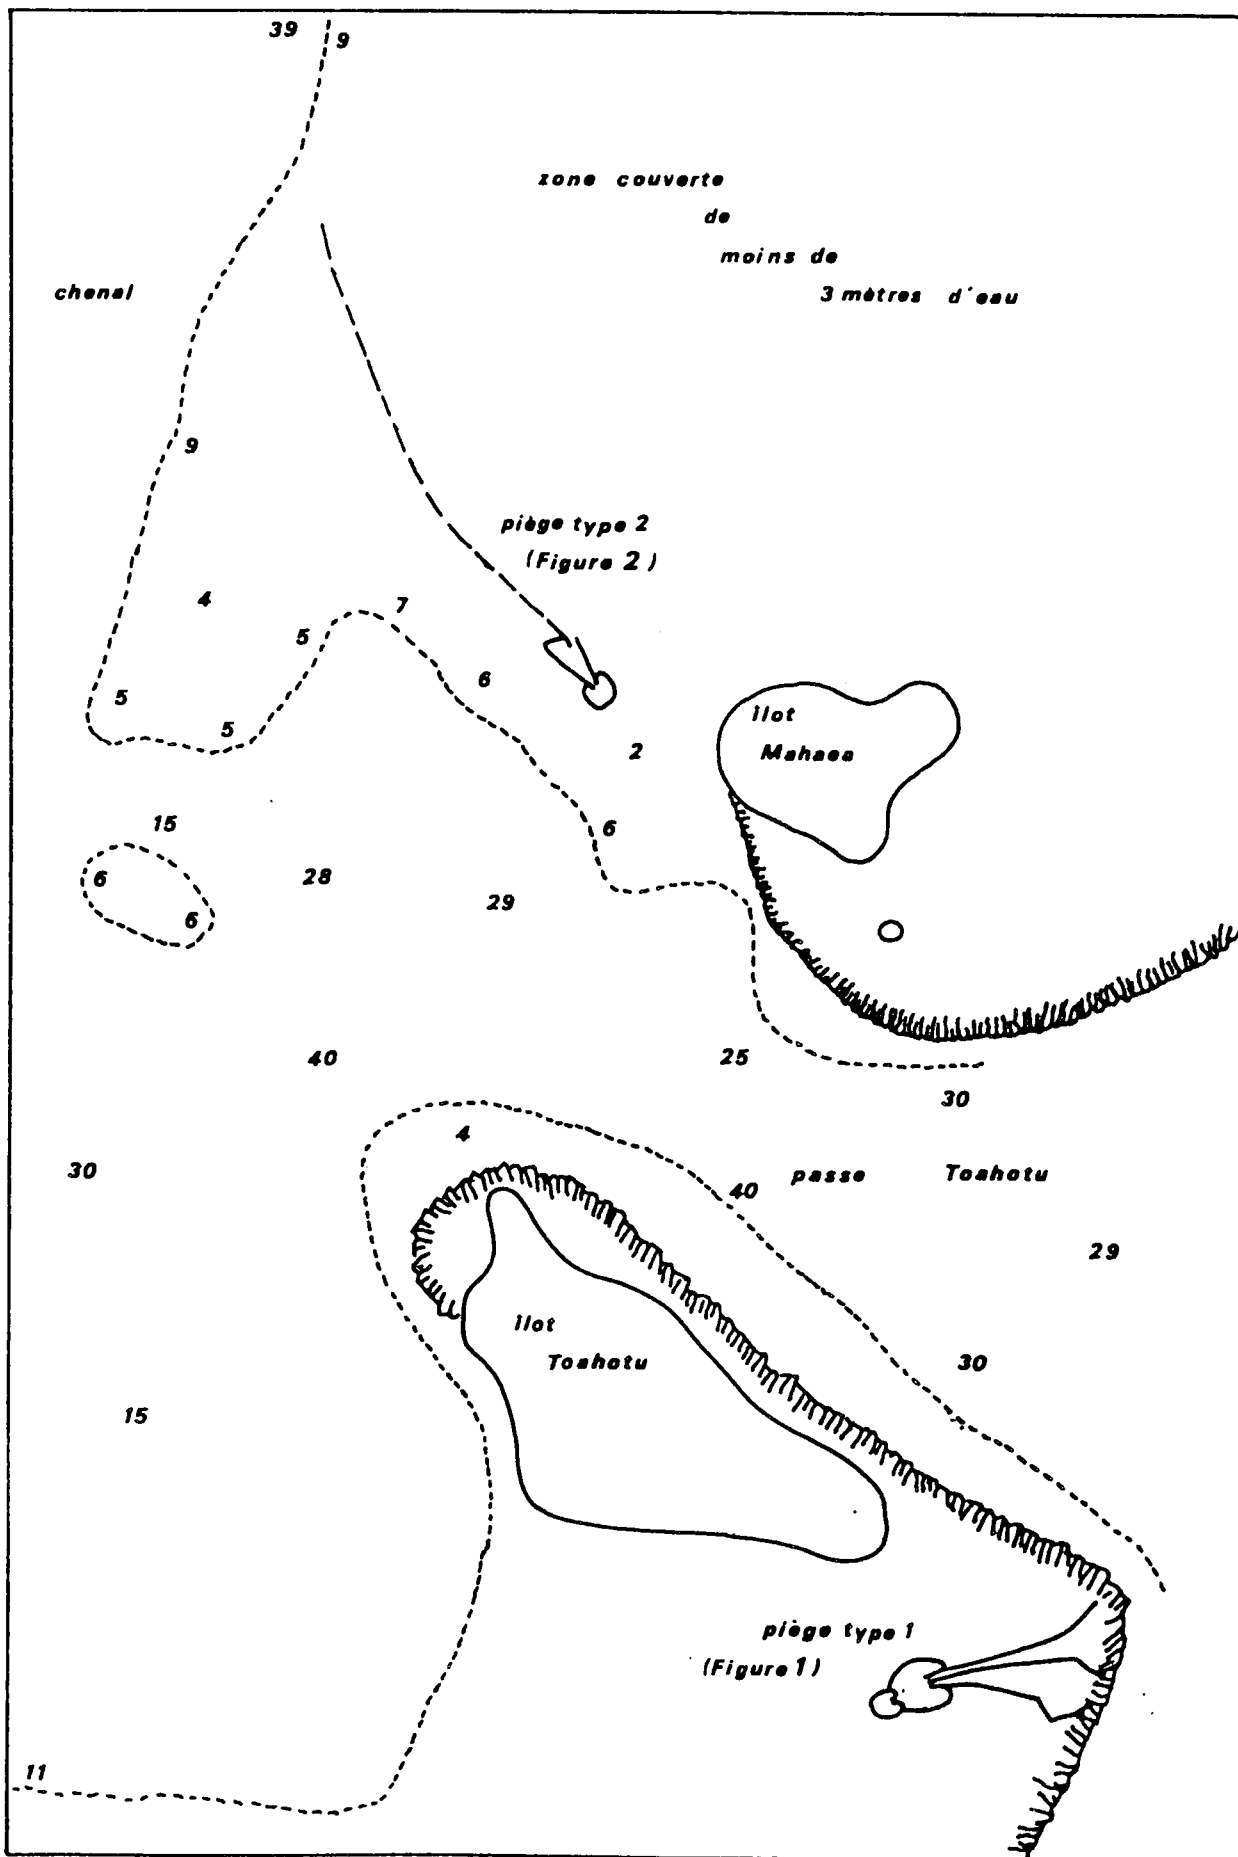 39 9
zone couverte
de
moins de
3 mètres d'eau
chenal
9
piège type 2
(Figure 2)
4
7
5
5
6
5
îlot
Mahaea
2
15
6
6
28
29
6
40
25
30
4
30
40
passe Toahotu
29
îlot
Toahotu
30
15
piège type 1
(Figure 1)
11